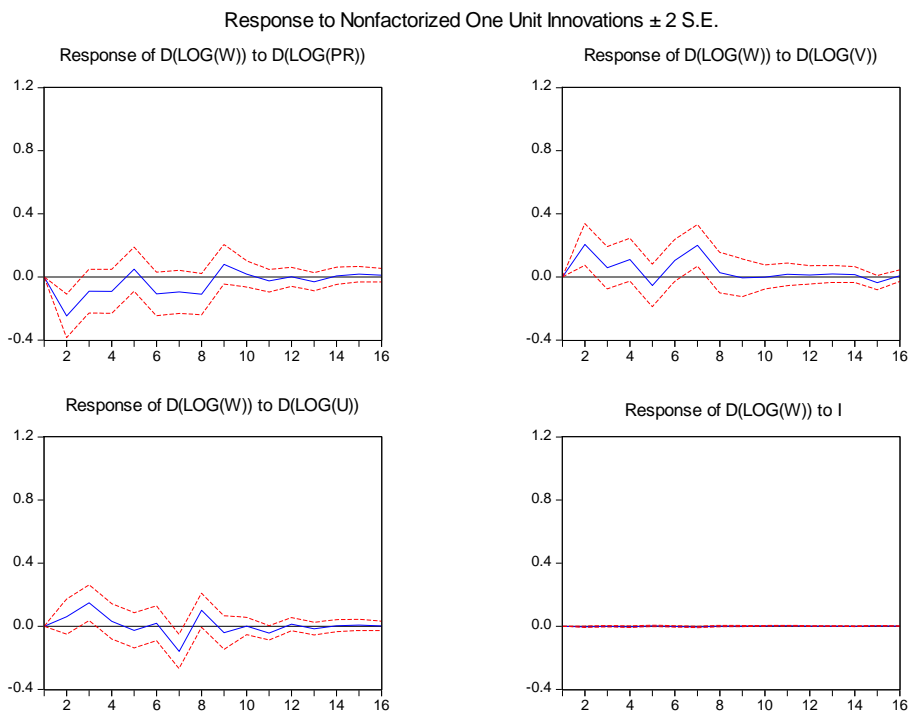 Response to Nonfactorized One Unit Innovations ± 2 S.E.
Response of D(LOG(W)) to D(LOG(PR))
1.2
0.8
0.4
0.0
-0.4
2 4 6 8 10 12 14 16
Response of D(LOG(W)) to D(LOG(V))
1.2
0.8
0.4
0.0
-0.4
2 4 6 8 10 12 14 16
Response of D(LOG(W)) to D(LOG(U))
1.2
0.8
0.4
0.0
-0.4
2 4 6 8 10 12 14 16
Response of D(LOG(W)) to I
1.2
0.8
0.4
0.0
-0.4
2 4 6 8 10 12 14 16